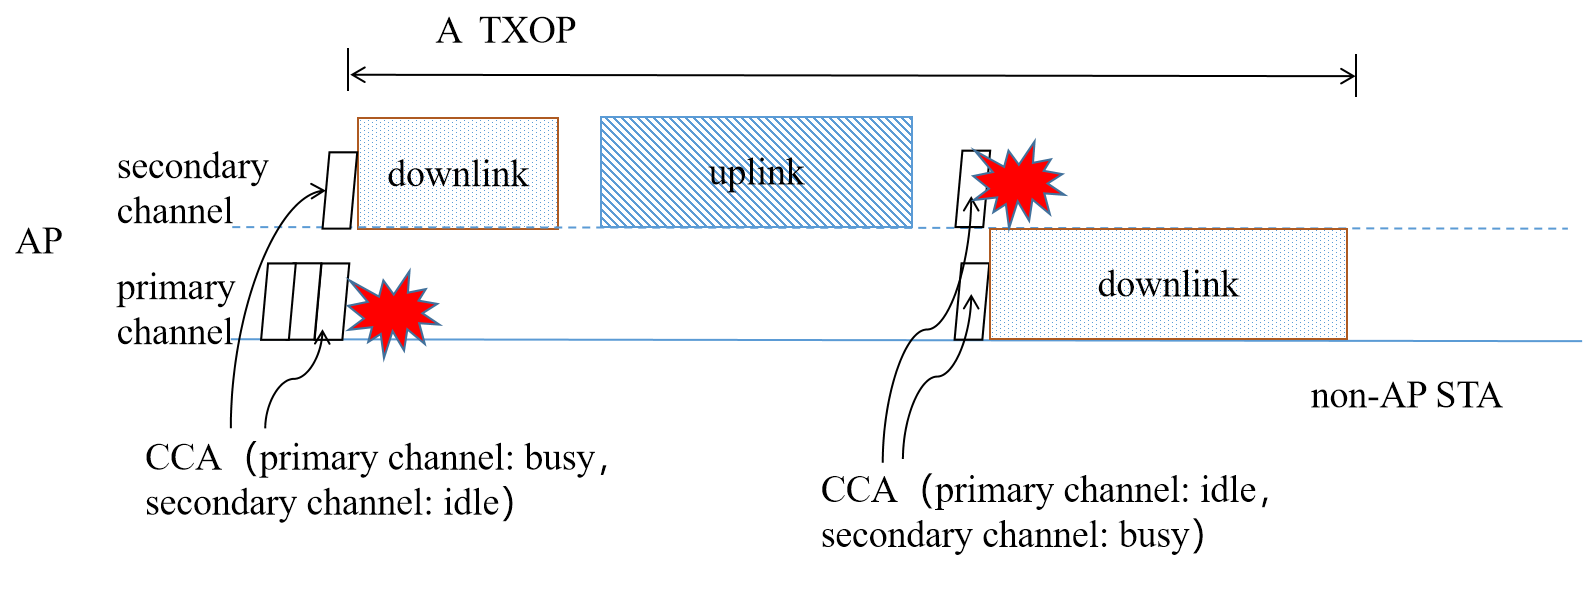 A TXOP
secondary
channel
downlink
uplink
AP
primary
channel
downlink
non-AP STA
CCA （primary channel: busy，
secondary channel: idle）
CCA （primary channel: idle，
secondary channel: busy）